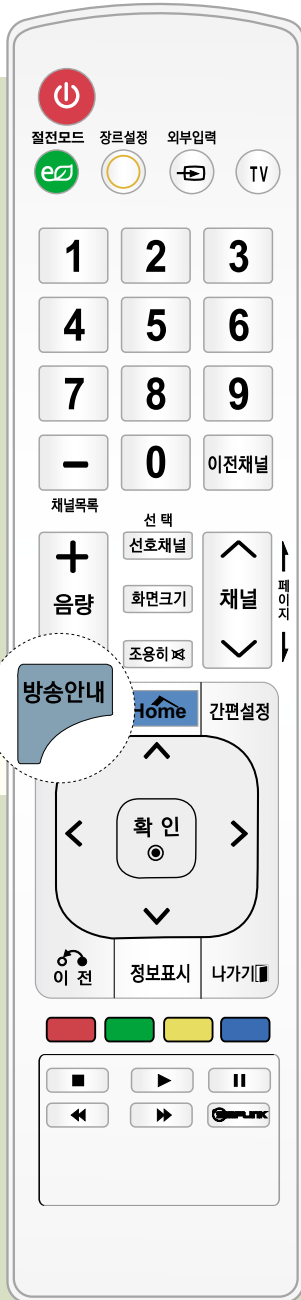 절전모드 장르설정 외부입력
TV
1 2 3
4 5 6
7 8 9
- 0 이전채널
채널목록
선 택
+ 선호채널
음량 화면크기 채널
페이지
조용히
방송안내 Home 간편설정
확 인
이 전 정보표시 나가기